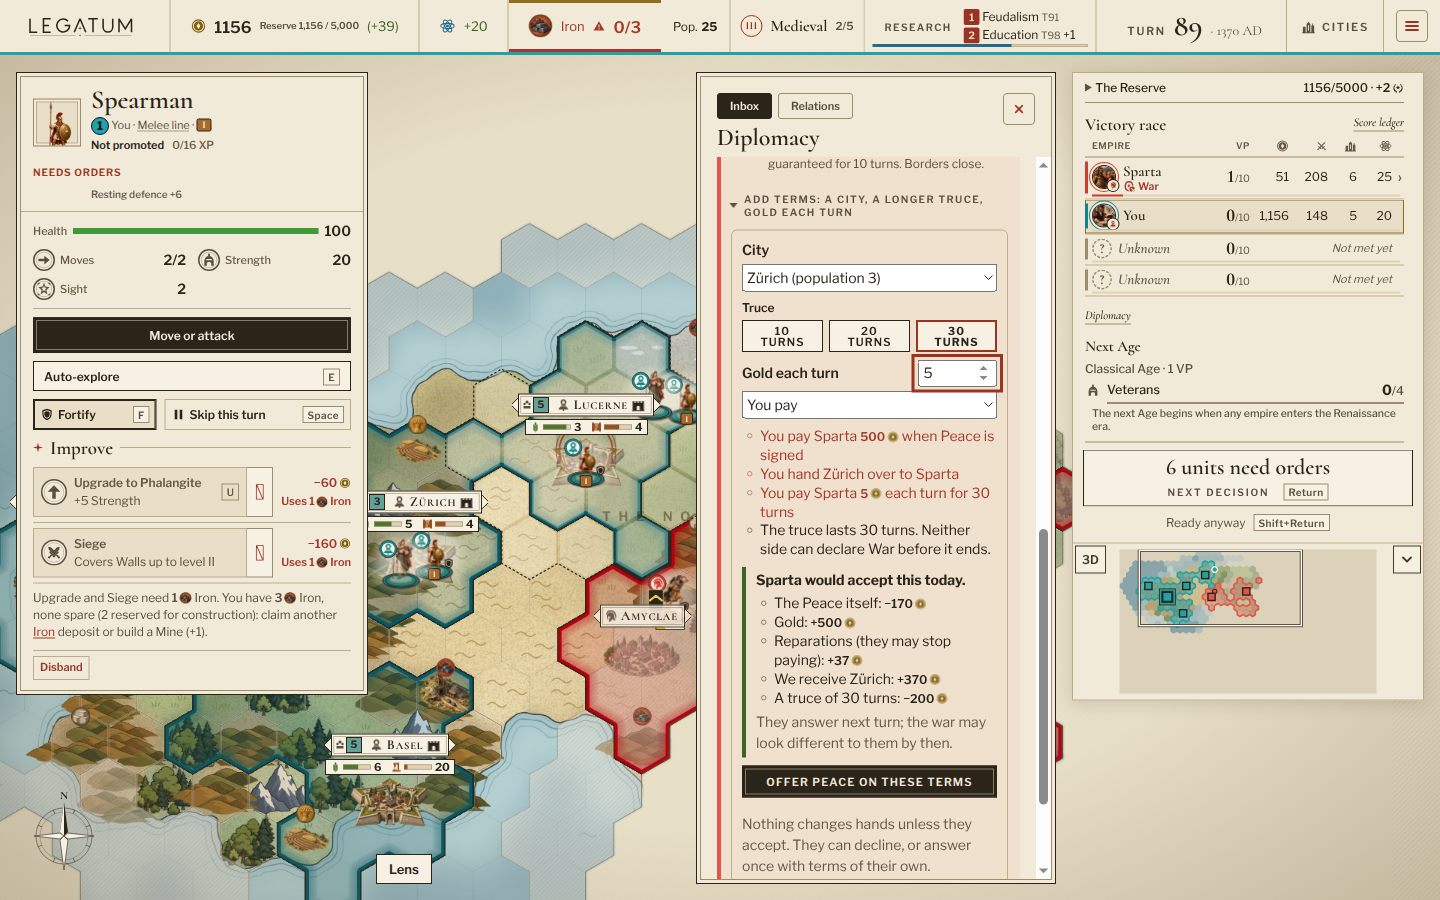 LEGATUM
1156 Reserve 1,156 / 5,000 (+39)
+20
Iron 0/3
Pop. 25
III Medieval 2/5
RESEARCH
1 Feudalism T91
2 Education T98 +1
TURN 89 · 1370 AD
CITIES
Spearman
1 You · Melee line · I
Not promoted 0/16 XP
NEEDS ORDERS
Resting defence +6
Health 100
Moves 2/2
Strength 20
Sight 2
Move or attack
Auto-explore E
Fortify F
Skip this turn Space
Improve
Upgrade to Phalangite U
+5 Strength
−60
Uses 1 Iron
Siege
Covers Walls up to level II
−160
Uses 1 Iron
Upgrade and Siege need 1 Iron. You have 3 Iron,
none spare (2 reserved for construction): claim another
Iron deposit or build a Mine (+1).
Disband
5 LUCERNE
3 4
3 ZÜRICH
5 4
THE NO
AMYCLAE
5 BASEL
6 20
N
Lens
Inbox
Relations
×
Diplomacy
guaranteed for 10 turns. Borders close.
ADD TERMS: A CITY, A LONGER TRUCE,
GOLD EACH TURN
City
Zürich (population 3)
Truce
10 TURNS
20 TURNS
30 TURNS
Gold each turn 5
You pay
You pay Sparta 500 when Peace is
signed
You hand Zürich over to Sparta
You pay Sparta 5 each turn for 30
turns
The truce lasts 30 turns. Neither
side can declare War before it ends.
Sparta would accept this today.
The Peace itself: −170
Gold: +500
Reparations (they may stop
paying): +37
We receive Zürich: +370
A truce of 30 turns: −200
They answer next turn; the war may
look different to them by then.
OFFER PEACE ON THESE TERMS
Nothing changes hands unless they
accept. They can decline, or answer
once with terms of their own.
The Reserve 1156/5000 · +2
Victory race Score ledger
EMPIRE VP
Sparta 1/10 51 208 6 25 ›
War
You 0/10 1,156 148 5 20
? Unknown 0/10 Not met yet
? Unknown 0/10 Not met yet
Diplomacy
Next Age
Classical Age · 1 VP
Veterans 0/4
The next Age begins when any empire enters the Renaissance
era.
6 units need orders
NEXT DECISION Return
Ready anyway Shift+Return
3D